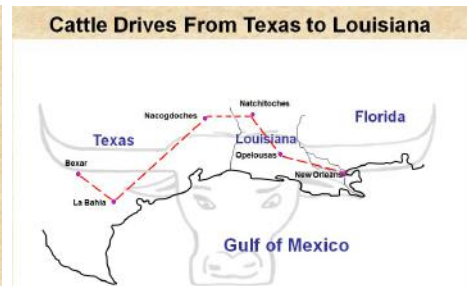 Cattle Drives From Texas to Louisiana
Natchitoches
Nacogdoches
Florida
Texas
Louisiana
Opelousas
Bexar
New Orleans
La Bahia
Gulf of Mexico